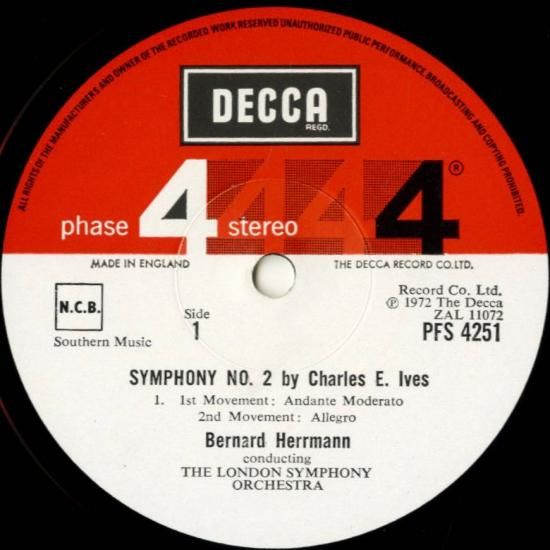 ALL RIGHTS OF THE MANUFACTURERS AND OWNER OF THE RECORDED WORK RESERVED UNAUTHORIZED PUBLIC PERFORMANCE, BROADCASTING AND COPYING PROHIBITED.
DECCA
REGD.
phase 4 stereo 4 4 4 ®
MADE IN ENGLAND
THE DECCA RECORD CO. LTD.
N.C.B.
Southern Music
Side
1
Record Co. Ltd.
℗ 1972 The Decca
ZAL 11072
PFS 4251
SYMPHONY NO. 2 by Charles E. Ives
1. 1st Movement: Andante Moderato
2nd Movement: Allegro
Bernard Herrmann
conducting
THE LONDON SYMPHONY
ORCHESTRA